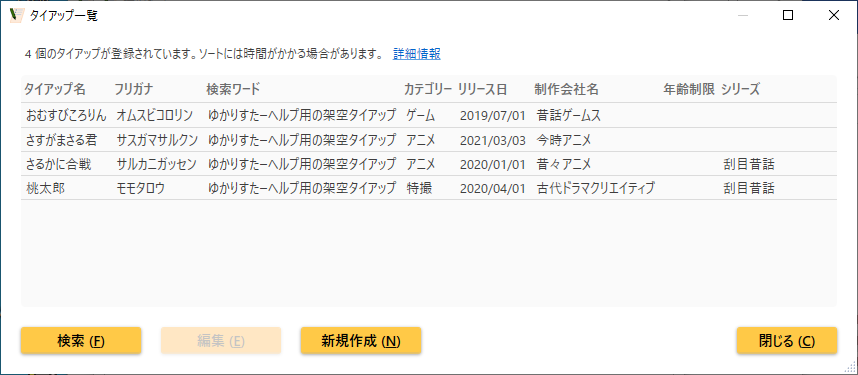 タイアップ一覧
4 個のタイアップが登録されています。ソートには時間がかかる場合があります。 詳細情報
タイアップ名 フリガナ 検索ワード カテゴリー リリース日 制作会社名 年齢制限 シリーズ
おむすびころりん オムスビコロリン ゆかりすたーヘルプ用の架空タイアップ ゲーム 2019/07/01 昔話ゲームス
さすがまさる君 サスガマサルクン ゆかりすたーヘルプ用の架空タイアップ アニメ 2021/03/03 今時アニメ
さるかに合戦 サルカニガッセン ゆかりすたーヘルプ用の架空タイアップ アニメ 2020/01/01 昔々アニメ 刮目昔話
桃太郎 モモタロウ ゆかりすたーヘルプ用の架空タイアップ 特撮 2020/04/01 古代ドラマクリエイティブ 刮目昔話
検索 (F) 編集 (E) 新規作成 (N) 閉じる (C)